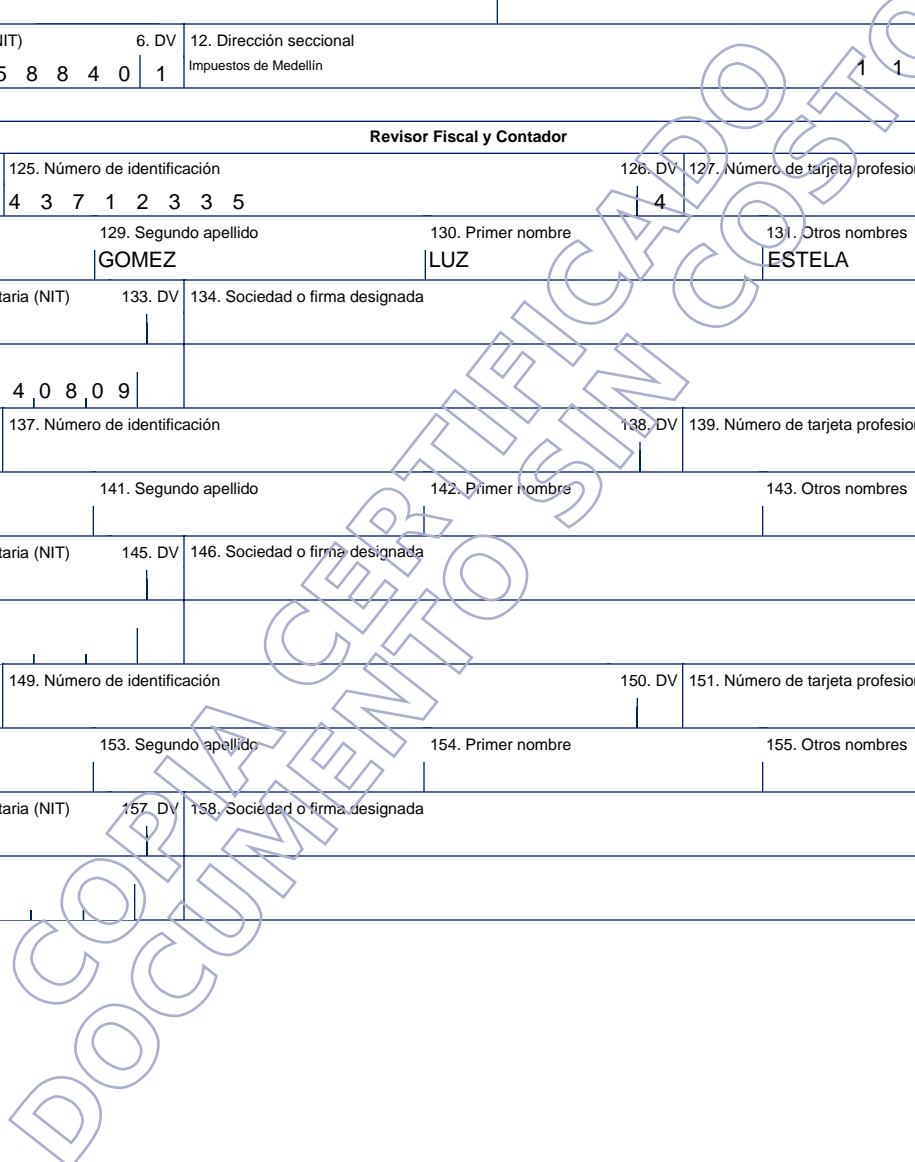 NIT) 6. DV 12. Dirección seccional
5 8 8 4 0 1 Impuestos de Medellín 1 1
Revisor Fiscal y Contador
125. Número de identificación 126. DV 127. Número de tarjeta profesion
4 3 7 1 2 3 3 5 4
129. Segundo apellido 130. Primer nombre 131. Otros nombres
GOMEZ LUZ ESTELA
taria (NIT) 133. DV 134. Sociedad o firma designada
4 0 8 0 9
137. Número de identificación 138. DV 139. Número de tarjeta profesion
141. Segundo apellido 142. Primer nombre 143. Otros nombres
taria (NIT) 145. DV 146. Sociedad o firma designada
149. Número de identificación 150. DV 151. Número de tarjeta profesion
153. Segundo apellido 154. Primer nombre 155. Otros nombres
taria (NIT) 157. DV 158. Sociedad o firma designada
COPIA CERTIFICADO
DOCUMENTO SIN COSTO